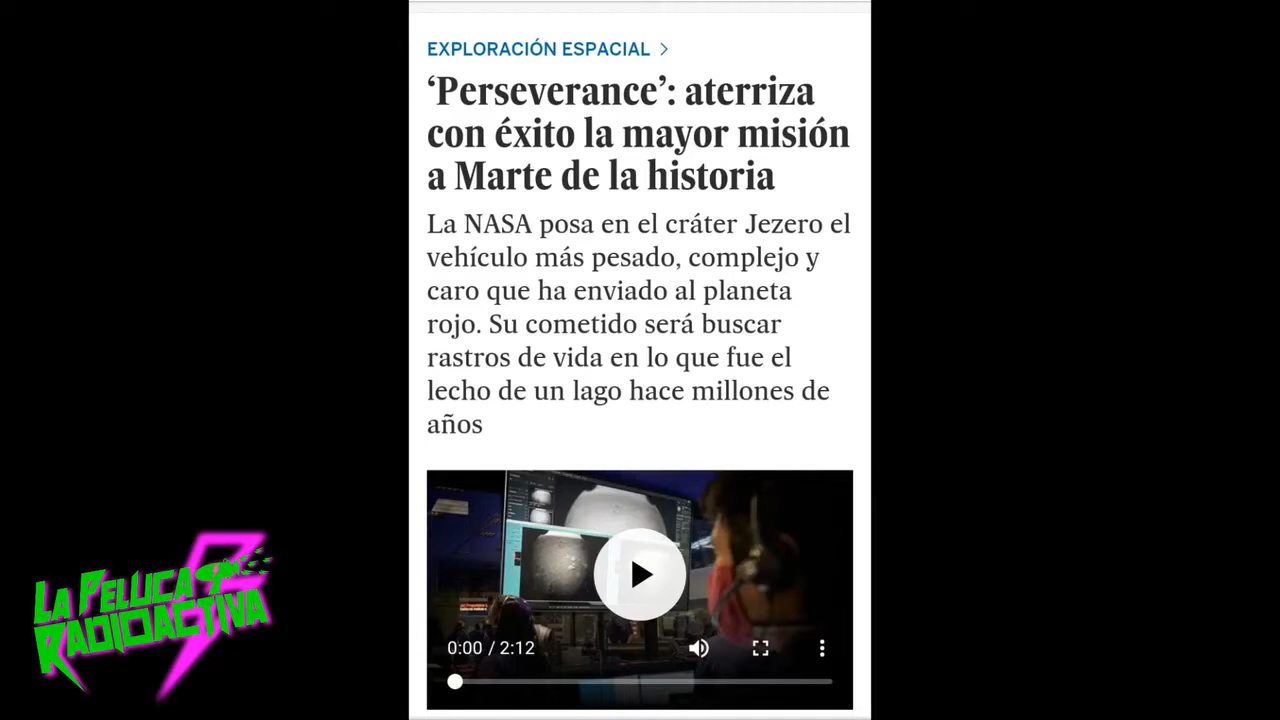 EXPLORACIÓN ESPACIAL >
‘Perseverance’: aterriza
con éxito la mayor misión
a Marte de la historia
La NASA posa en el cráter Jezero el
vehículo más pesado, complejo y
caro que ha enviado al planeta
rojo. Su cometido será buscar
rastros de vida en lo que fue el
lecho de un lago hace millones de
años
0:00 / 2:12
LA PELUCA
RADIOACTIVA